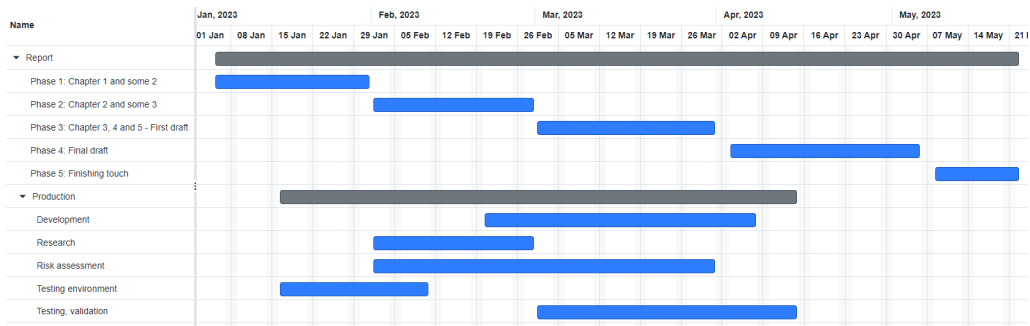 Name
Jan, 2023 Feb, 2023 Mar, 2023 Apr, 2023 May, 2023
01 Jan 08 Jan 15 Jan 22 Jan 29 Jan 05 Feb 12 Feb 19 Feb 26 Feb 05 Mar 12 Mar 19 Mar 26 Mar 02 Apr 09 Apr 16 Apr 23 Apr 30 Apr 07 May 14 May 21
Report
Phase 1: Chapter 1 and some 2
Phase 2: Chapter 2 and some 3
Phase 3: Chapter 3, 4 and 5 - First draft
Phase 4: Final draft
Phase 5: Finishing touch
Production
Development
Research
Risk assessment
Testing environment
Testing, validation